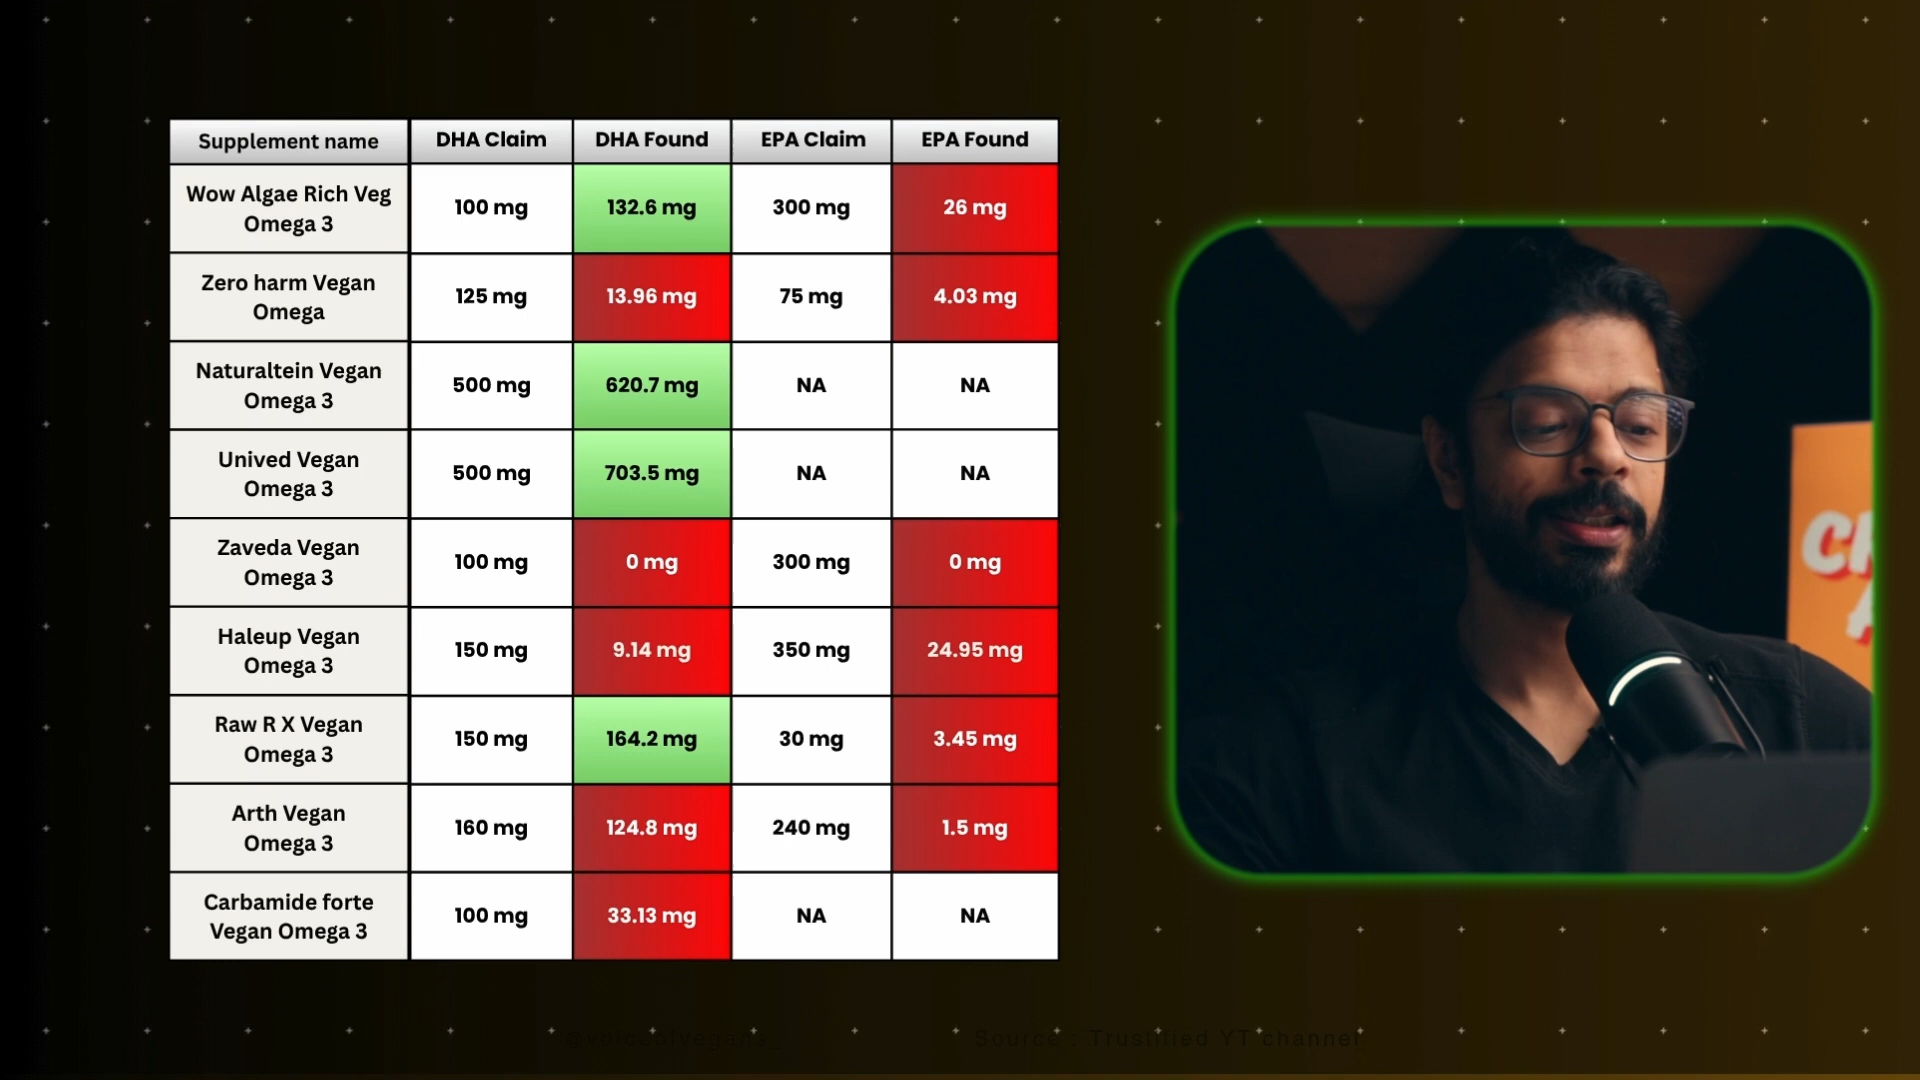 Supplement name DHA Claim DHA Found EPA Claim EPA Found
Wow Algae Rich Veg
Omega 3
100 mg 132.6 mg 300 mg 26 mg
Zero harm Vegan
Omega
125 mg 13.96 mg 75 mg 4.03 mg
Naturaltein Vegan
Omega 3
500 mg 620.7 mg NA NA
Unived Vegan
Omega 3
500 mg 703.5 mg NA NA
Zaveda Vegan
Omega 3
100 mg 0 mg 300 mg 0 mg
Haleup Vegan
Omega 3
150 mg 9.14 mg 350 mg 24.95 mg
Raw R X Vegan
Omega 3
150 mg 164.2 mg 30 mg 3.45 mg
Arth Vegan
Omega 3
160 mg 124.8 mg 240 mg 1.5 mg
Carbamide forte
Vegan Omega 3
100 mg 33.13 mg NA NA
@voiceofvegans_ Source : Trustified YT channel